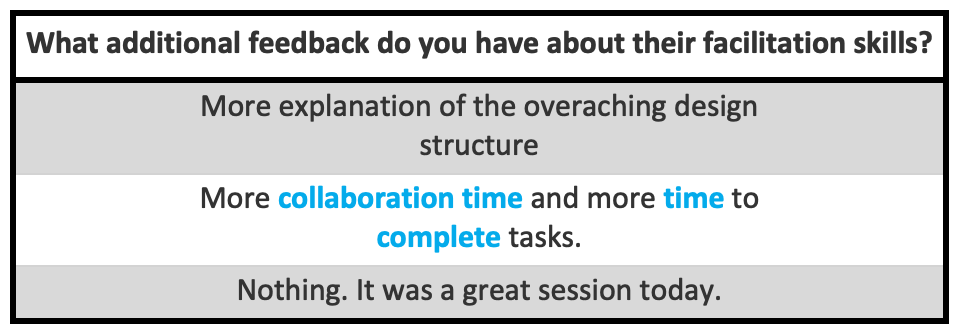 What additional feedback do you have about their facilitation skills?
More explanation of the overaching design
structure
More collaboration time and more time to
complete tasks.
Nothing. It was a great session today.